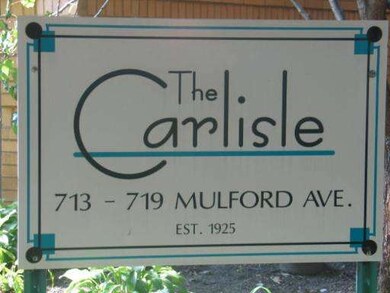 The
Carlisle
713 - 719 MULFORD AVE.
EST. 1925